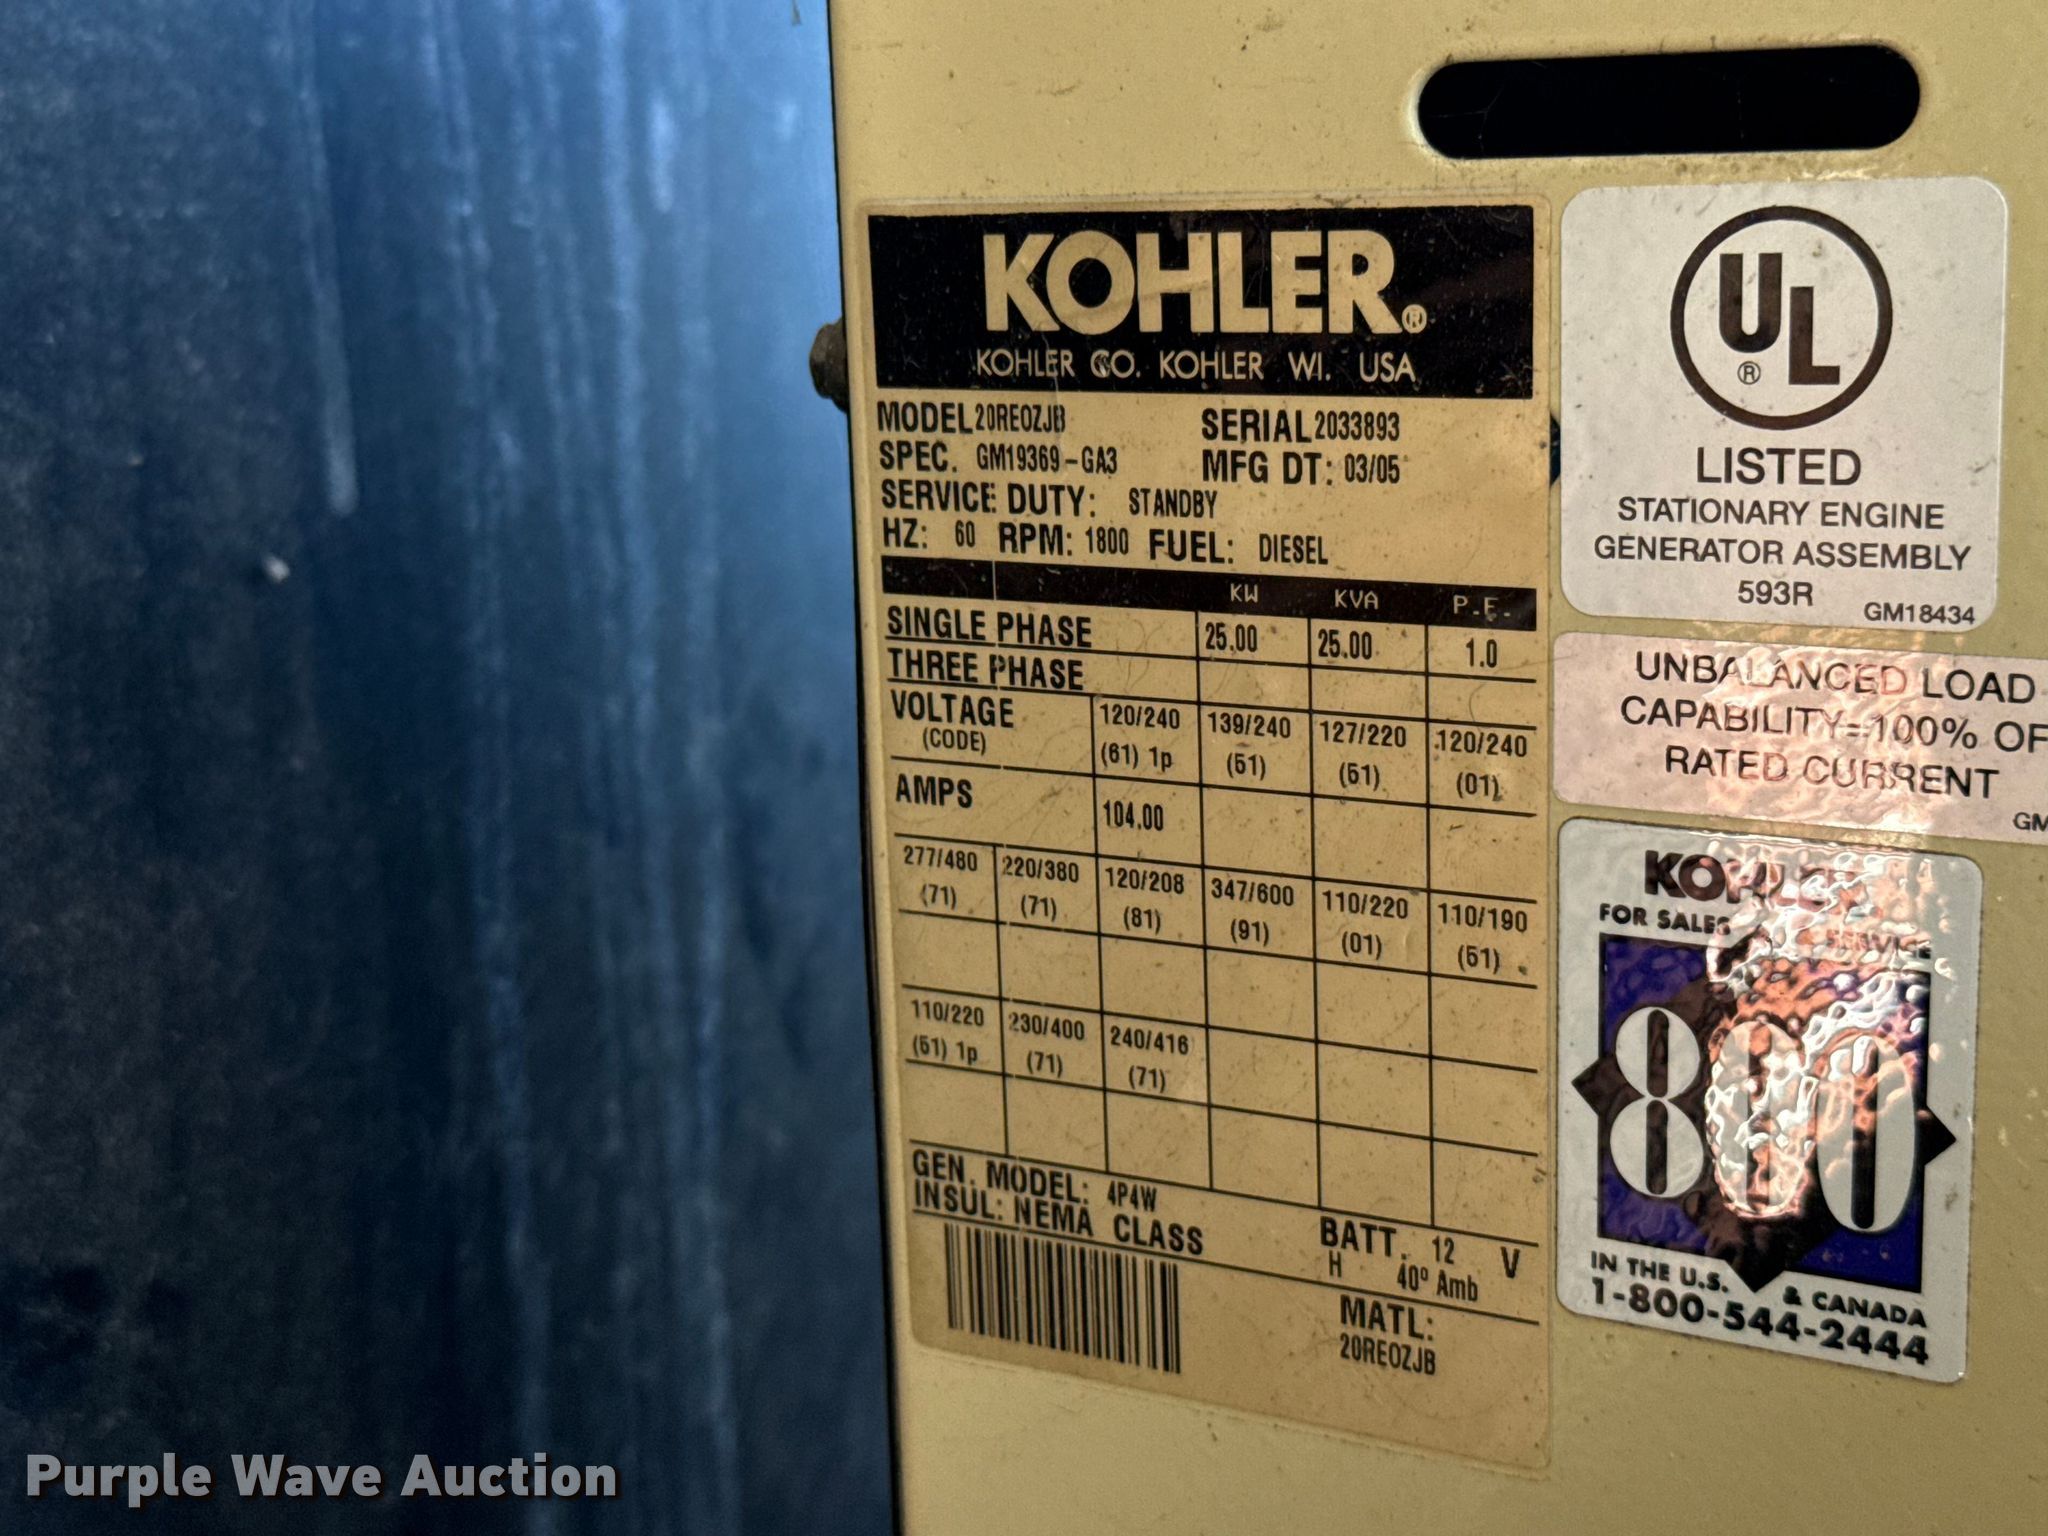 KOHLER®
KOHLER CO. KOHLER WI. USA
MODEL 20REOZJB SERIAL 2033893
SPEC. GM19369-GA3 MFG DT: 03/05
SERVICE DUTY: STANDBY
HZ: 60 RPM: 1800 FUEL: DIESEL
KW KVA P.F.
SINGLE PHASE 25.00 25.00 1.0
THREE PHASE
VOLTAGE 120/240 139/240 127/220 120/240
(CODE) (61) 1p (51) (51) (01)
AMPS 104.00
277/480 220/380 120/208 347/600 110/220 110/190
(71) (71) (81) (91) (01) (51)
110/220 230/400 240/416
(51) 1p (71) (71)
GEN. MODEL: 4P4W BATT. 12 V
INSUL: NEMA CLASS H 40º Amb
MATL:
20REOZJB
UL®
LISTED
STATIONARY ENGINE
GENERATOR ASSEMBLY
593R GM18434
UNBALANCED LOAD
CAPABILITY=100% OF
RATED CURRENT
GM
KOHLER
FOR SALES & SERVICE
800
IN THE U.S. & CANADA
1-800-544-2444
Purple Wave Auction